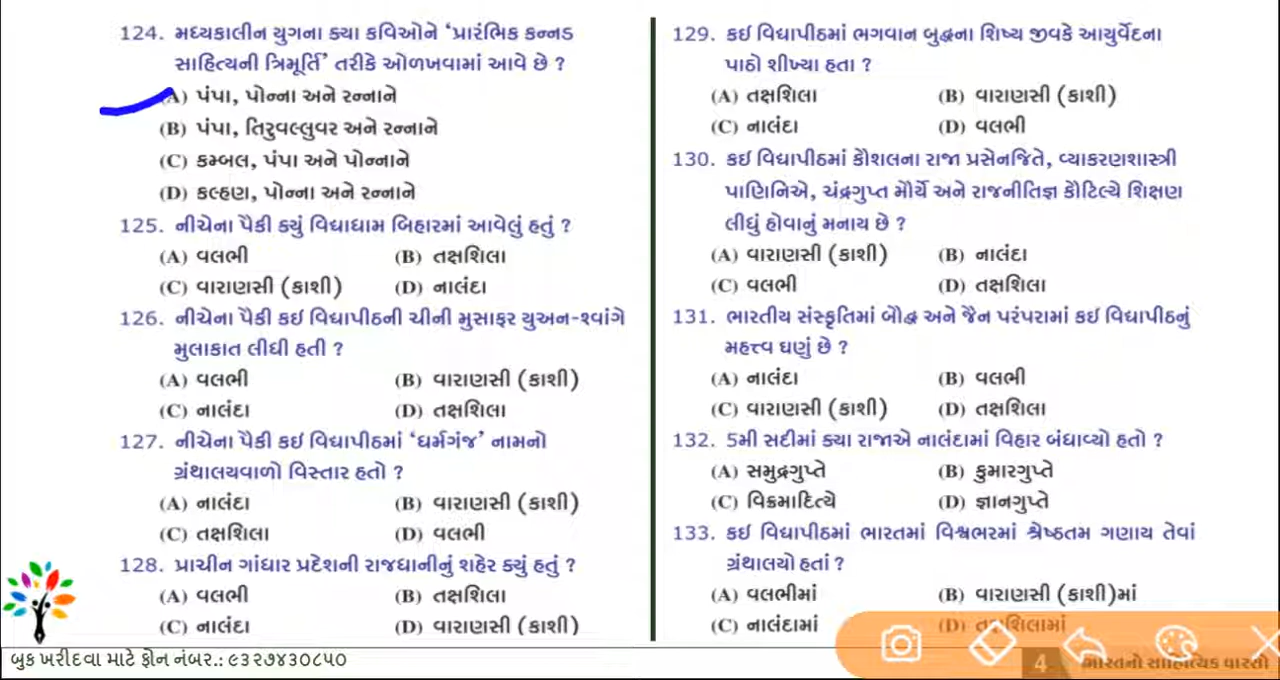 124. મધ્યકાલીન યુગના ક્યા કવિઓને ‘પ્રારંભિક કન્નડ
સાહિત્યની ત્રિમૂર્તિ’ તરીકે ઓળખવામાં આવે છે ?
(A) પંપા, પોન્ના અને રન્નાને
(B) પંપા, તિરુવલ્લુવર અને રન્નાને
(C) કમ્બલ, પંપા અને પોન્નાને
(D) કલ્હણ, પોન્ના અને રન્નાને
125. નીચેના પૈકી ક્યું વિદ્યાધામ બિહારમાં આવેલું હતું ?
(A) વલભી (B) તક્ષશિલા
(C) વારાણસી (કાશી) (D) નાલંદા
126. નીચેના પૈકી કઇ વિદ્યાપીઠની ચીની મુસાફર યુઅન-શ્વાંગે
મુલાકાત લીધી હતી ?
(A) વલભી (B) વારાણસી (કાશી)
(C) નાલંદા (D) તક્ષશિલા
127. નીચેના પૈકી કઇ વિદ્યાપીઠમાં ‘ધર્મગંજ’ નામનો
ગ્રંથાલયવાળો વિસ્તાર હતો ?
(A) નાલંદા (B) વારાણસી (કાશી)
(C) તક્ષશિલા (D) વલભી
128. પ્રાચીન ગાંધાર પ્રદેશની રાજધાનીનું શહેર ક્યું હતું ?
(A) વલભી (B) તક્ષશિલા
(C) નાલંદા (D) વારાણસી (કાશી)
129. કઇ વિદ્યાપીઠમાં ભગવાન બુદ્ધના શિષ્ય જીવકે આયુર્વેદના
પાઠો શીખ્યા હતા ?
(A) તક્ષશિલા (B) વારાણસી (કાશી)
(C) નાલંદા (D) વલભી
130. કઇ વિદ્યાપીઠમાં કૌશલના રાજા પ્રસેનજિતે, વ્યાકરણશાસ્ત્રી
પાણિનિએ, ચંદ્રગુપ્ત મૌર્યે અને રાજનીતિજ્ઞ કૌટિલ્યે શિક્ષણ
લીધું હોવાનું મનાય છે ?
(A) વારાણસી (કાશી) (B) નાલંદા
(C) વલભી (D) તક્ષશિલા
131. ભારતીય સંસ્કૃતિમાં બૌદ્ધ અને જૈન પરંપરામાં કઇ વિદ્યાપીઠનું
મહત્ત્વ ઘણું છે ?
(A) નાલંદા (B) વલભી
(C) વારાણસી (કાશી) (D) તક્ષશિલા
132. 5મી સદીમાં ક્યા રાજાએ નાલંદામાં વિહાર બંધાવ્યો હતો ?
(A) સમુદ્રગુપ્તે (B) કુમારગુપ્તે
(C) વિક્રમાદિત્યે (D) જ્ઞાનગુપ્તે
133. કઇ વિદ્યાપીઠમાં ભારતમાં વિશ્વભરમાં શ્રેષ્ઠતમ ગણાય તેવાં
ગ્રંથાલયો હતાં ?
(A) વલભીમાં (B) વારાણસી (કાશી)માં
(C) નાલંદામાં (D) તક્ષશિલામાં
બુક ખરીદવા માટે ફોન નંબર.: ૯૩૨૭૪૩૦૮૫૦ 4 ભારતનો સાહિત્યિક વારસો